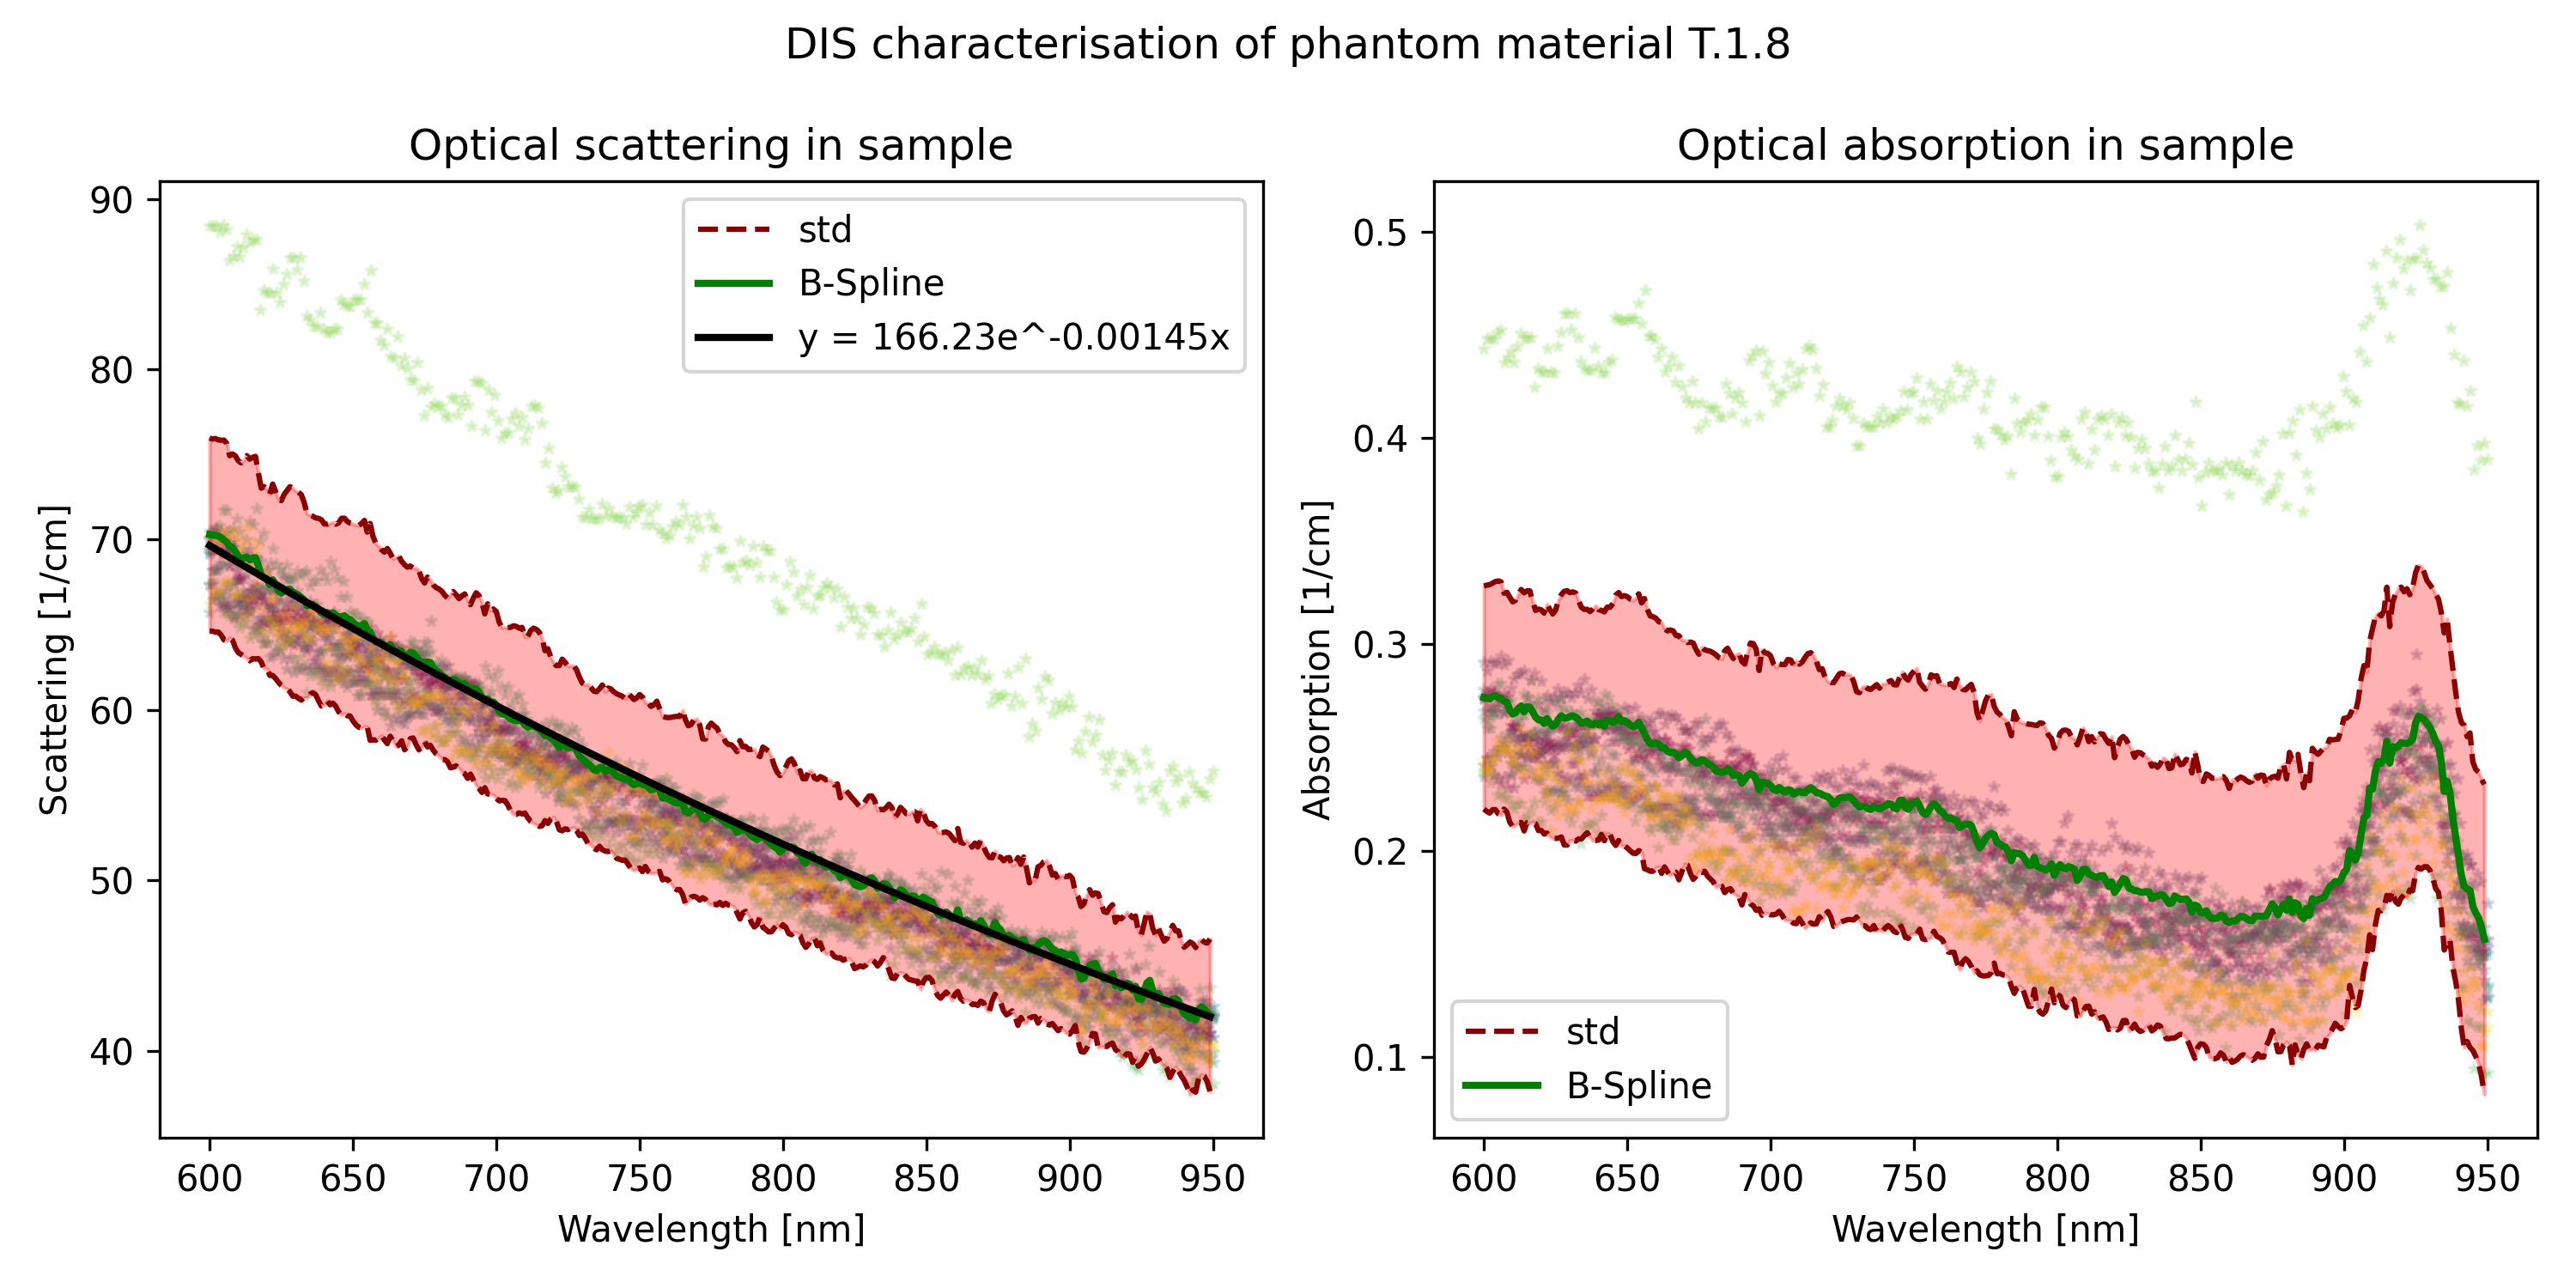 DIS characterisation of phantom material T.1.8
Optical scattering in sample
90
80
70
60
50
40
Scattering [1/cm]
std
B-Spline
y = 166.23e^-0.00145x
600 650 700 750 800 850 900 950
Wavelength [nm]
Optical absorption in sample
0.5
0.4
0.3
0.2
0.1
Absorption [1/cm]
std
B-Spline
600 650 700 750 800 850 900 950
Wavelength [nm]